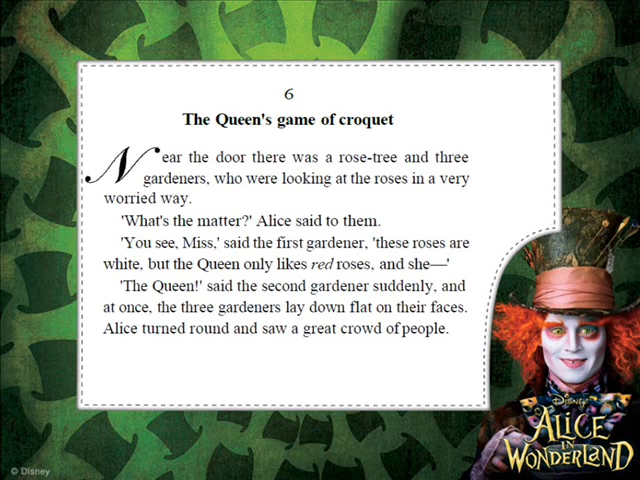 6
The Queen's game of croquet
Near the door there was a rose-tree and three
gardeners, who were looking at the roses in a very
worried way.
'What's the matter?' Alice said to them.
'You see, Miss,' said the first gardener, 'these roses are
white, but the Queen only likes red roses, and she—'
'The Queen!' said the second gardener suddenly, and
at once, the three gardeners lay down flat on their faces.
Alice turned round and saw a great crowd of people.
DISNEY
ALICE
IN
WONDERLAND
© Disney